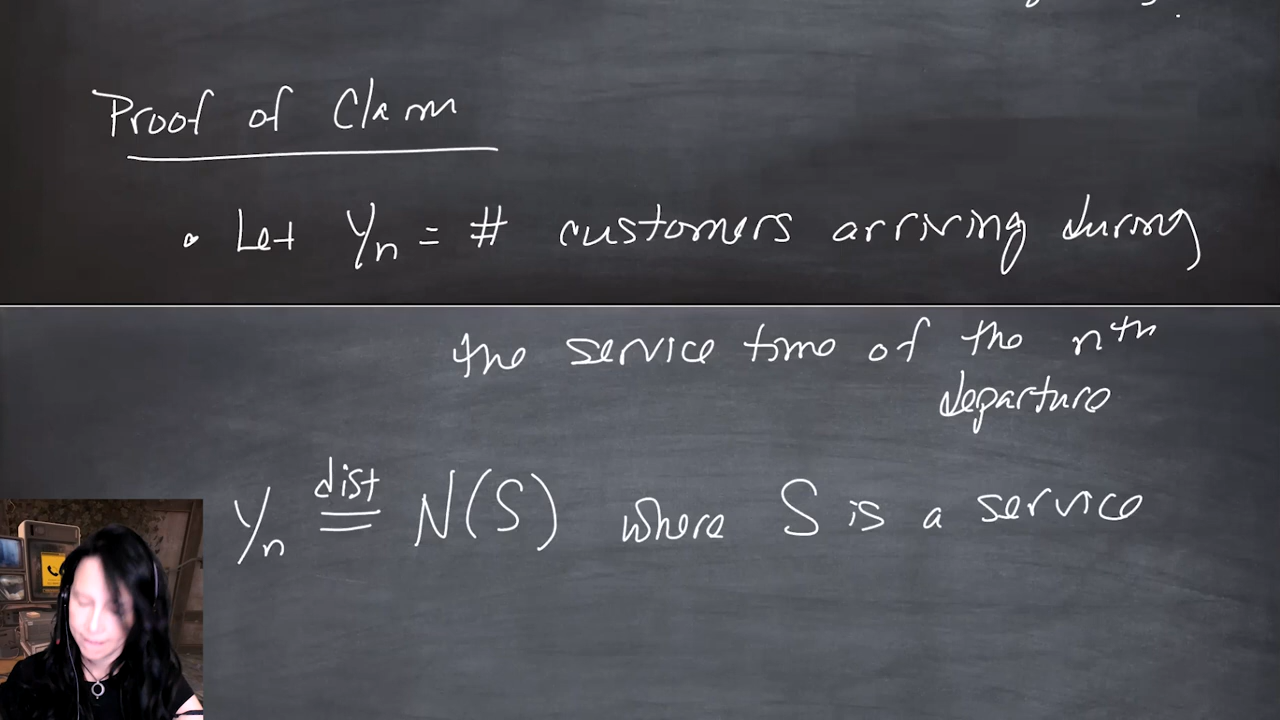 Proof of Claim
• Let Yn = # customers arriving during
the service time of the nth
departure
Yn dist= N(S) where S is a service